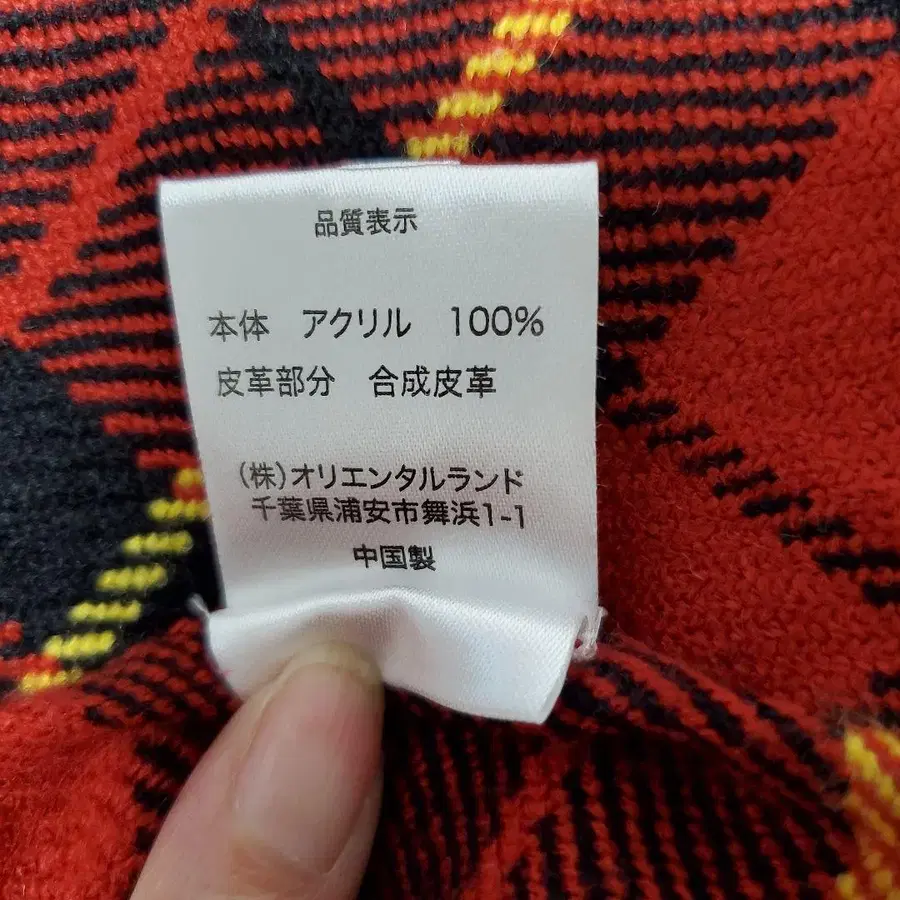 品質表示
本体　アクリル　100%
皮革部分　合成皮革
(株)オリエンタルランド
千葉県浦安市舞浜1-1
中国製